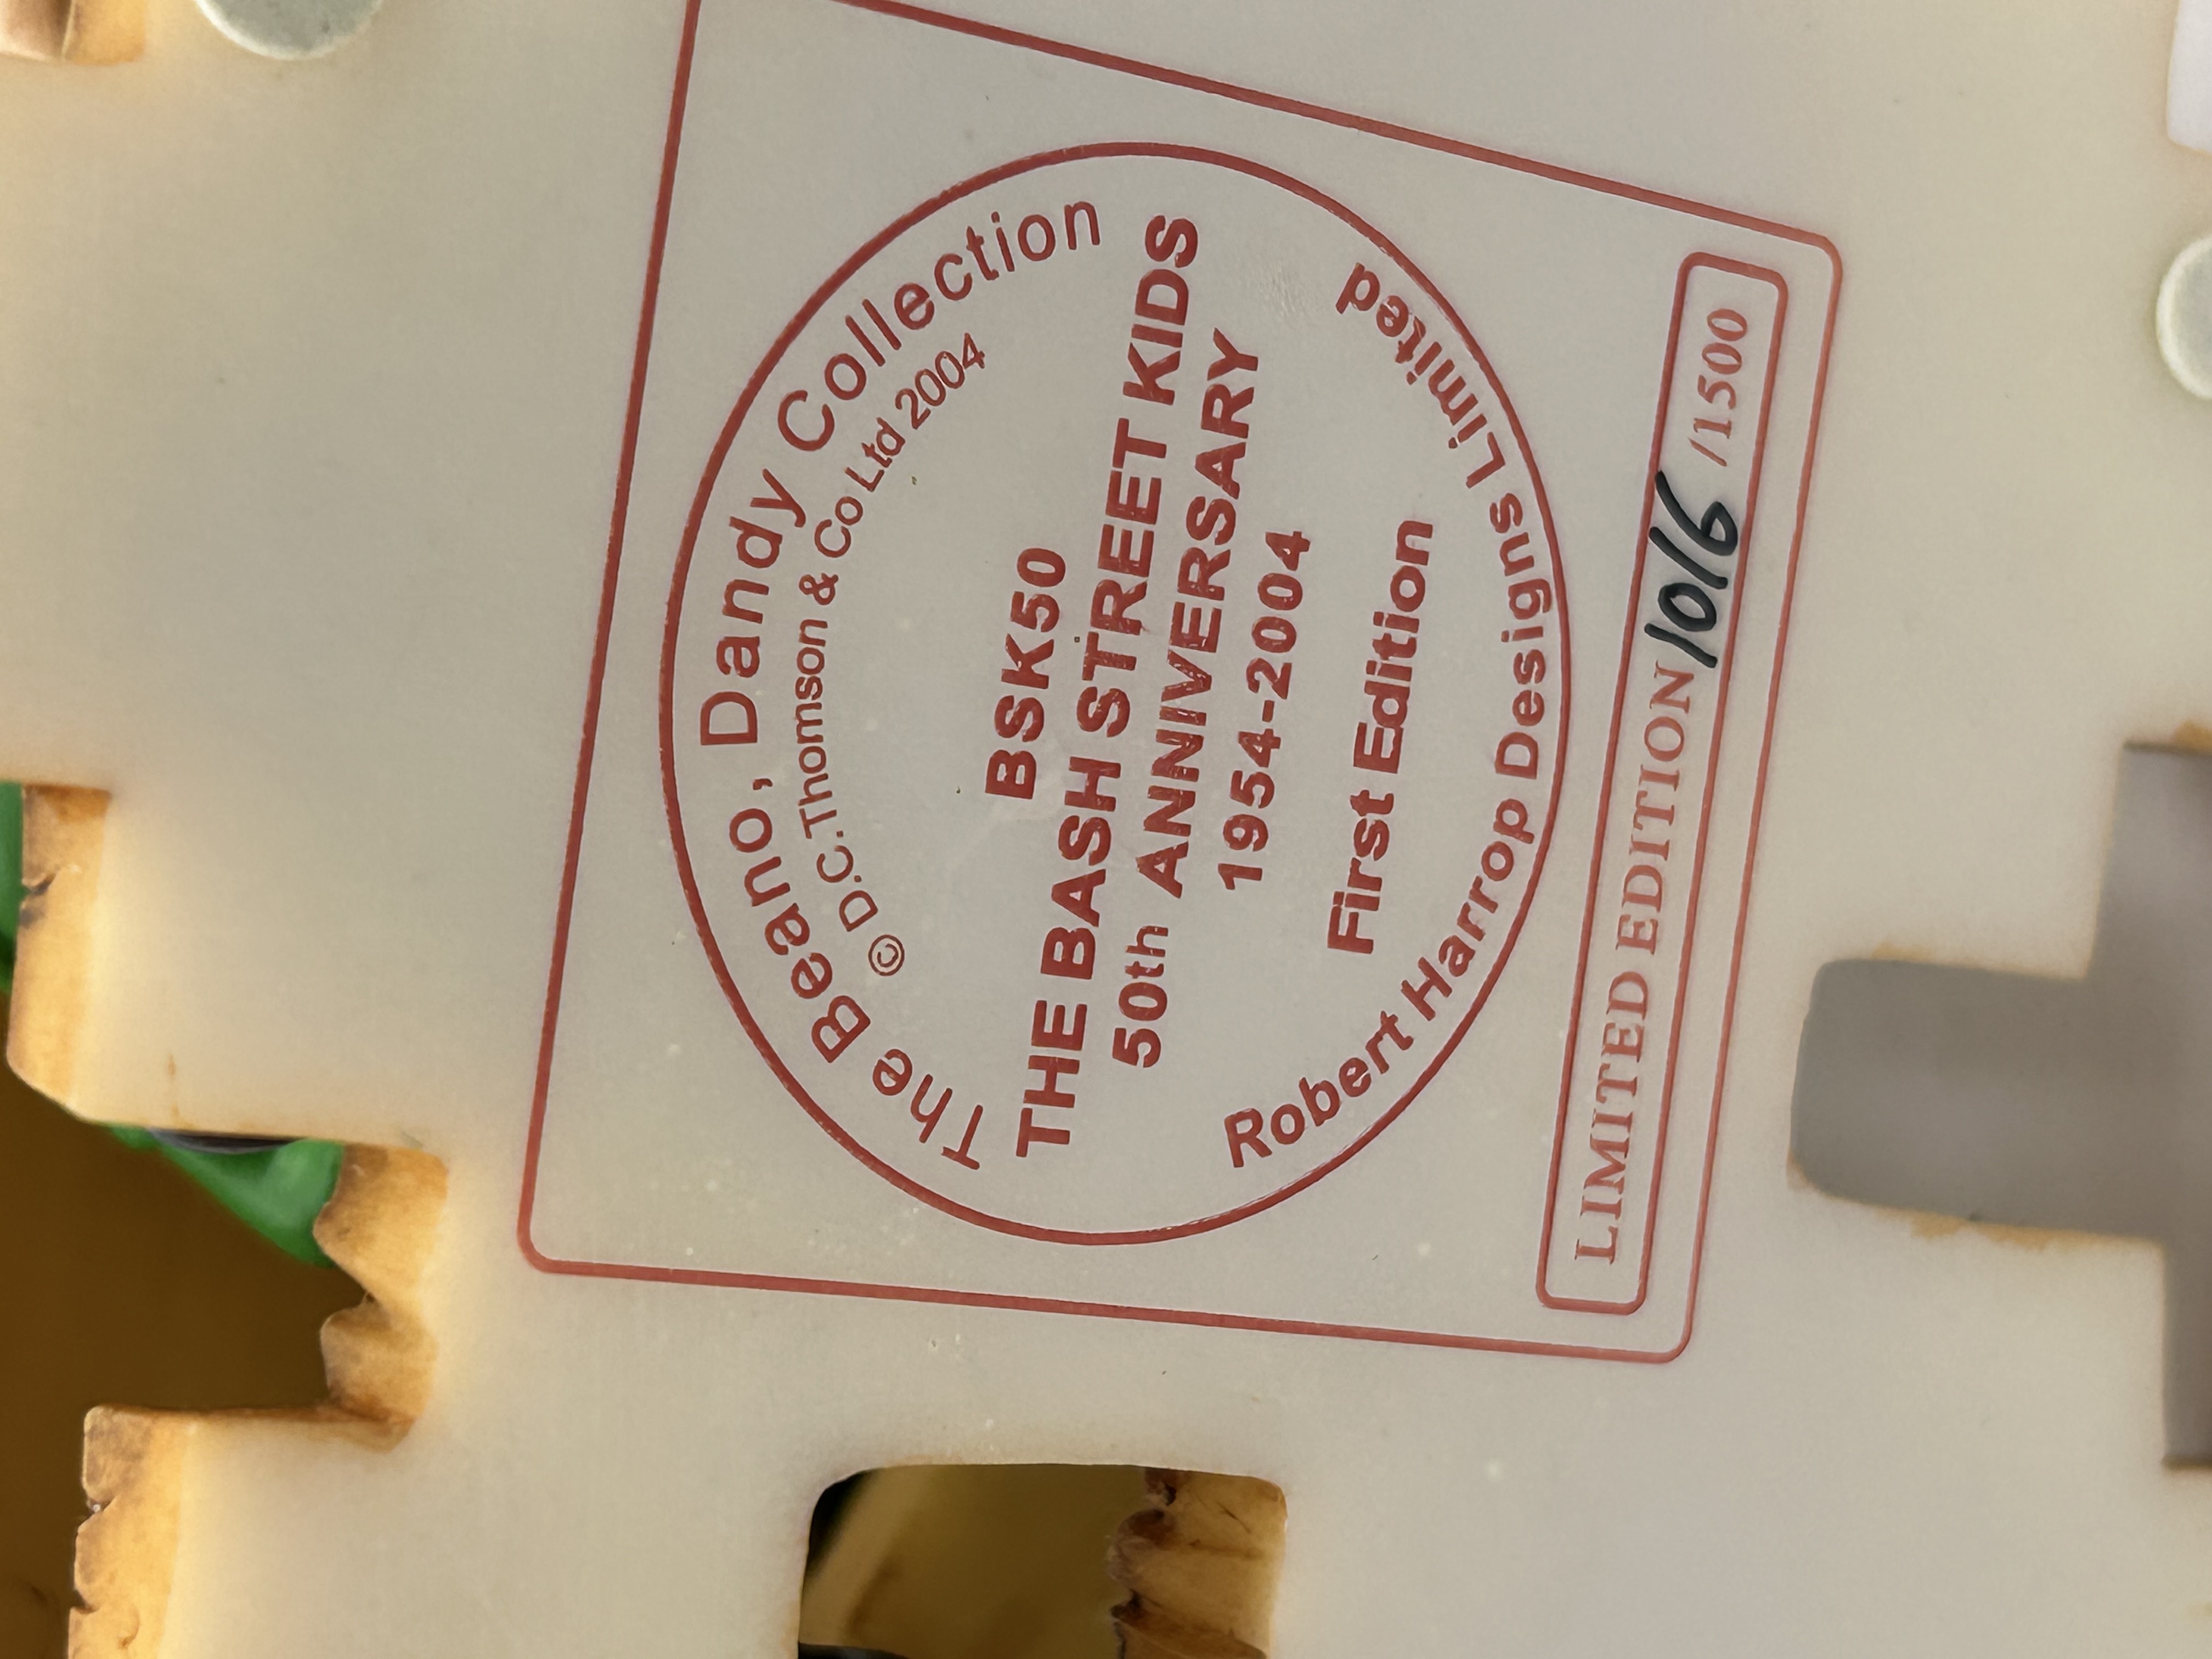 The Beano, Dandy Collection
© D.C.Thomson & Co Ltd 2004
BSK50
THE BASH STREET KIDS
50th ANNIVERSARY
1954-2004
First Edition
Robert Harrop Designs Limited
LIMITED EDITION 1016 /1500